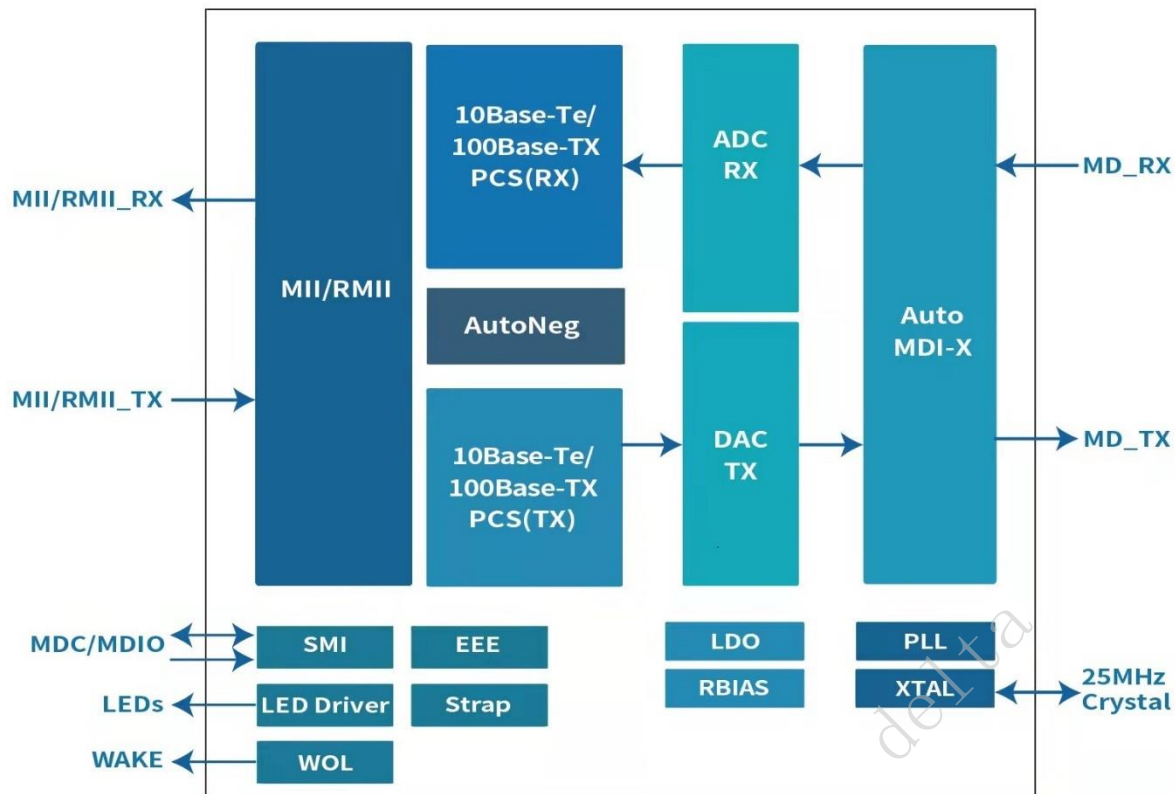 10Base-Te/
100Base-TX
PCS(RX)
ADC
RX
MD_RX
MII/RMII_RX
MII/RMII
AutoNeg
Auto
MDI-X
MII/RMII_TX
10Base-Te/
100Base-TX
PCS(TX)
DAC
TX
MD_TX
MDC/MDIO
SMI
EEE
LDO
PLL
LEDs
LED Driver
Strap
RBIAS
XTAL
25MHz
Crystal
WAKE
WOL
delta